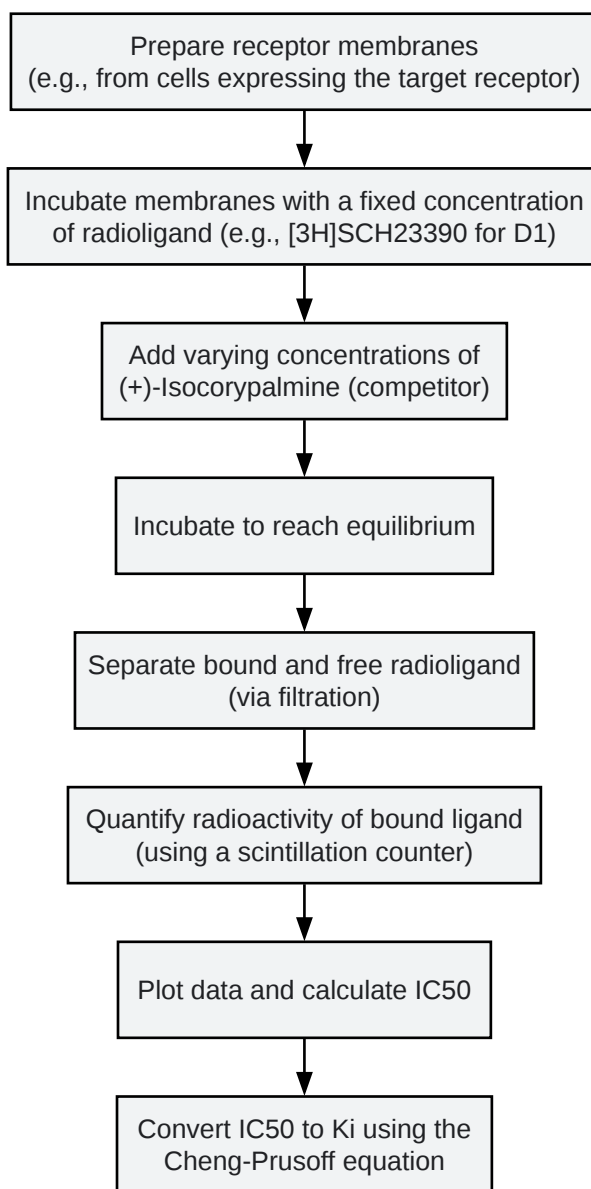 Prepare receptor membranes
(e.g., from cells expressing the target receptor)
Incubate membranes with a fixed concentration
of radioligand (e.g., [3H]SCH23390 for D1)
Add varying concentrations of
(+)-Isocorypalmine (competitor)
Incubate to reach equilibrium
Separate bound and free radioligand
(via filtration)
Quantify radioactivity of bound ligand
(using a scintillation counter)
Plot data and calculate IC50
Convert IC50 to Ki using the
Cheng-Prusoff equation